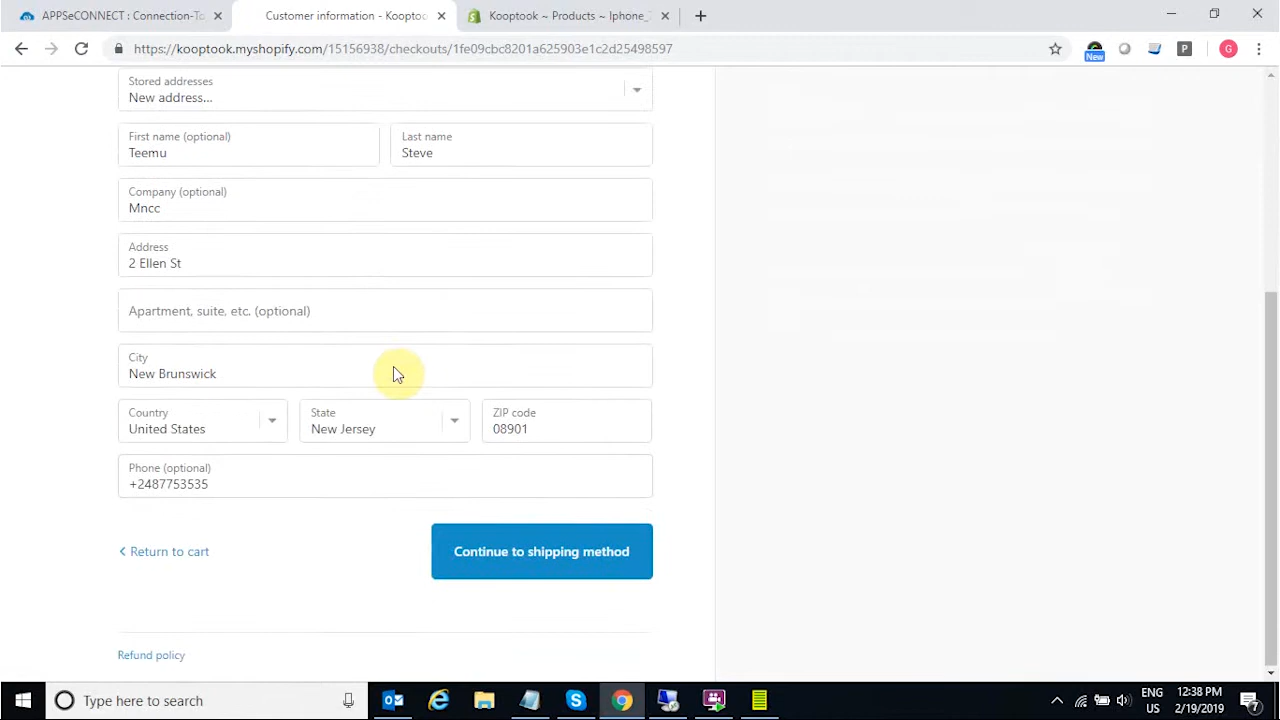 APPSeCONNECT : Connection-To
Customer information - Kooptoo
Kooptook ~ Products ~ Iphone_
https://kooptook.myshopify.com/15156938/checkouts/1fe09cbc8201a625903e1c2d25498597
New
P
G
Stored addresses
New address...
First name (optional)
Teemu
Last name
Steve
Company (optional)
Mncc
Address
2 Ellen St
Apartment, suite, etc. (optional)
City
New Brunswick
Country
United States
State
New Jersey
ZIP code
08901
Phone (optional)
+2487753535
Return to cart
Continue to shipping method
Refund policy
Type here to search
ENG
US
12:38 PM
2/19/2019
7